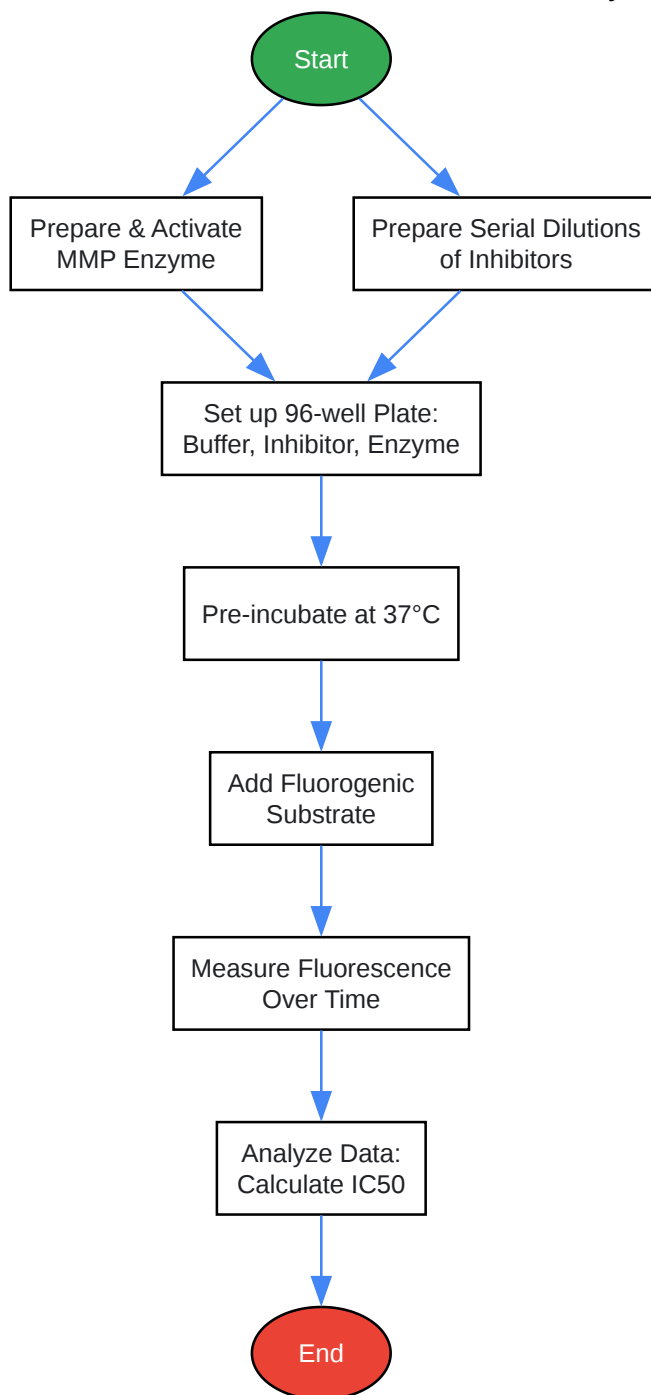 Start
Prepare & Activate
MMP Enzyme
Prepare Serial Dilutions
of Inhibitors
Set up 96-well Plate:
Buffer, Inhibitor, Enzyme
Pre-incubate at 37°C
Add Fluorogenic
Substrate
Measure Fluorescence
Over Time
Analyze Data:
Calculate IC50
End